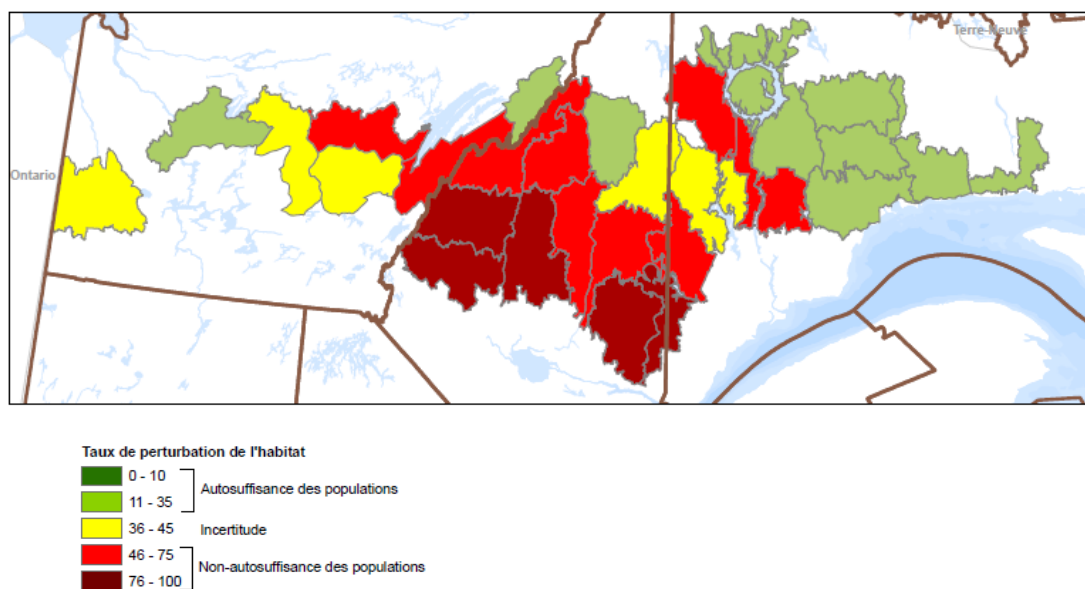 Terre-Neuve
Ontario
Taux de perturbation de l'habitat
0 - 10
Autosuffisance des populations
11 - 35
36 - 45 Incertitude
46 - 75
Non-autosuffisance des populations
76 - 100